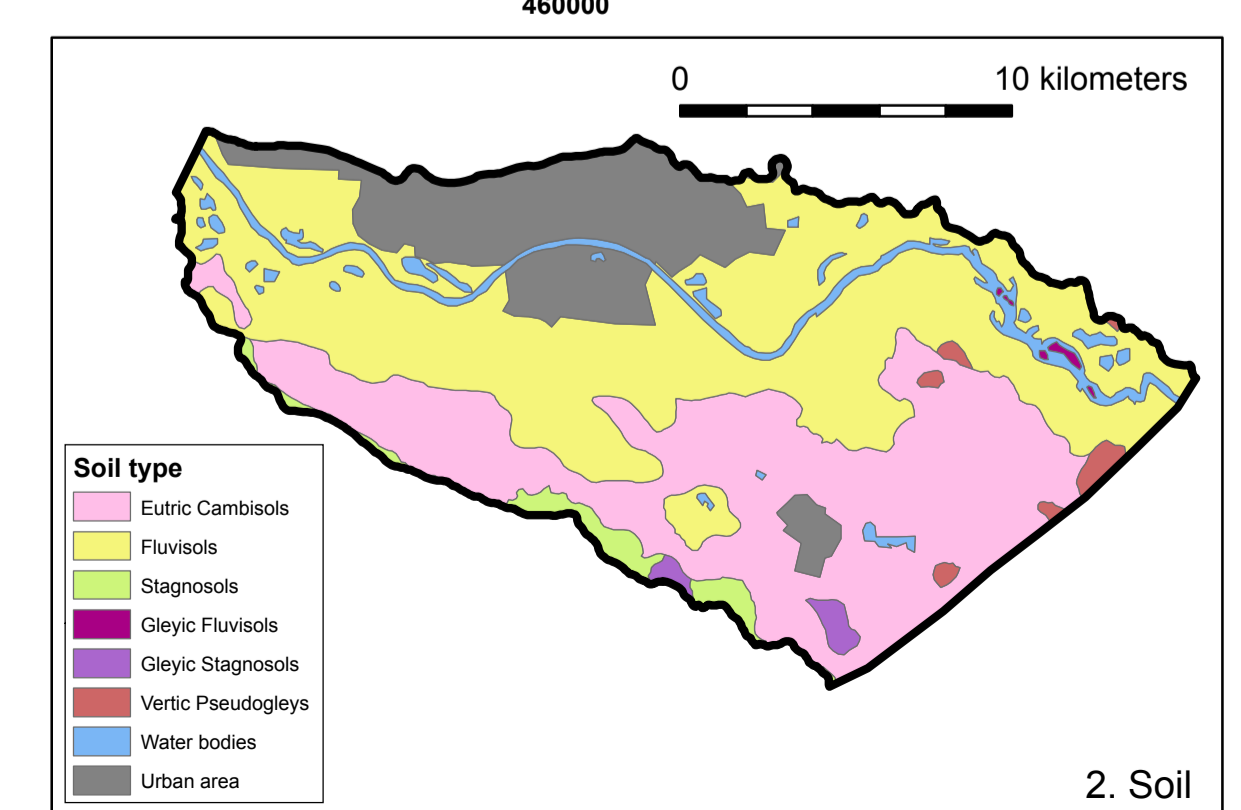 460000
0 10 kilometers
Soil type
Eutric Cambisols
Fluvisols
Stagnosols
Gleyic Fluvisols
Gleyic Stagnosols
Vertic Pseudogleys
Water bodies
Urban area
2. Soil